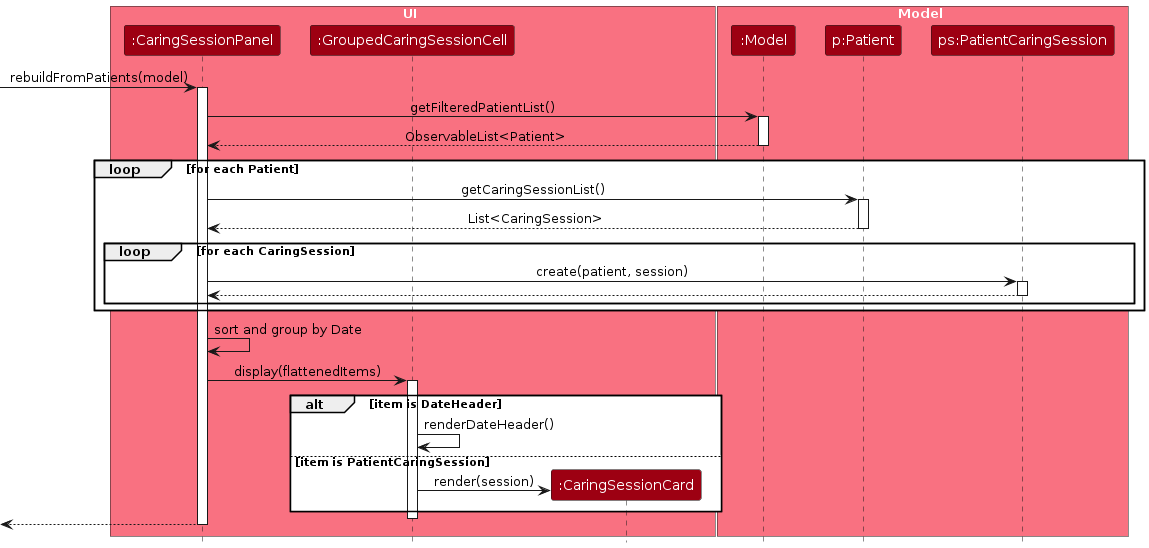 UI
Model
:CaringSessionPanel
:GroupedCaringSessionCell
:Model
p:Patient
ps:PatientCaringSession
rebuildFromPatients(model)
getFilteredPatientList()
ObservableList<Patient>
loop
[for each Patient]
getCaringSessionList()
List<CaringSession>
loop
[for each CaringSession]
create(patient, session)
sort and group by Date
display(flattenedItems)
alt
[item is DateHeader]
renderDateHeader()
[item is PatientCaringSession]
render(session)
:CaringSessionCard